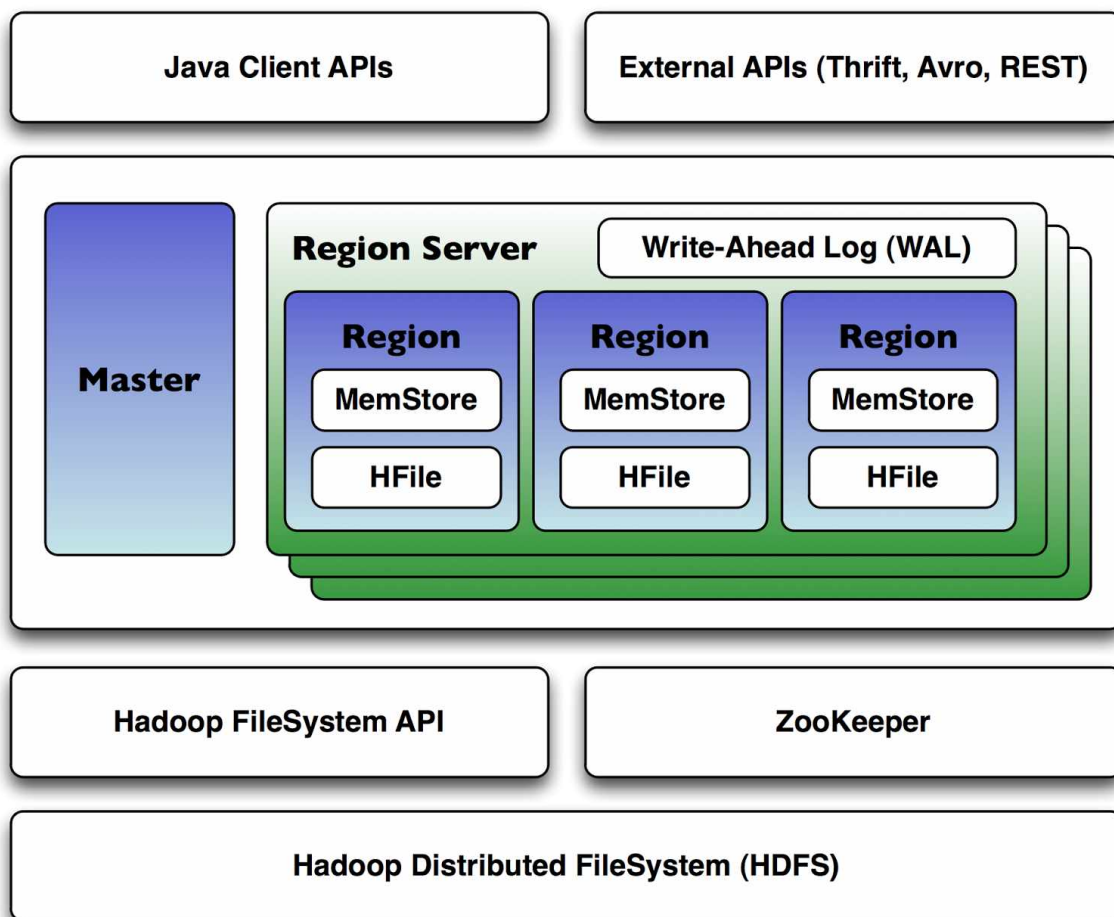 Java Client APIs
External APIs (Thrift, Avro, REST)
Master
Region Server
Write-Ahead Log (WAL)
Region
MemStore
HFile
Region
MemStore
HFile
Region
MemStore
HFile
Hadoop FileSystem API
ZooKeeper
Hadoop Distributed FileSystem (HDFS)